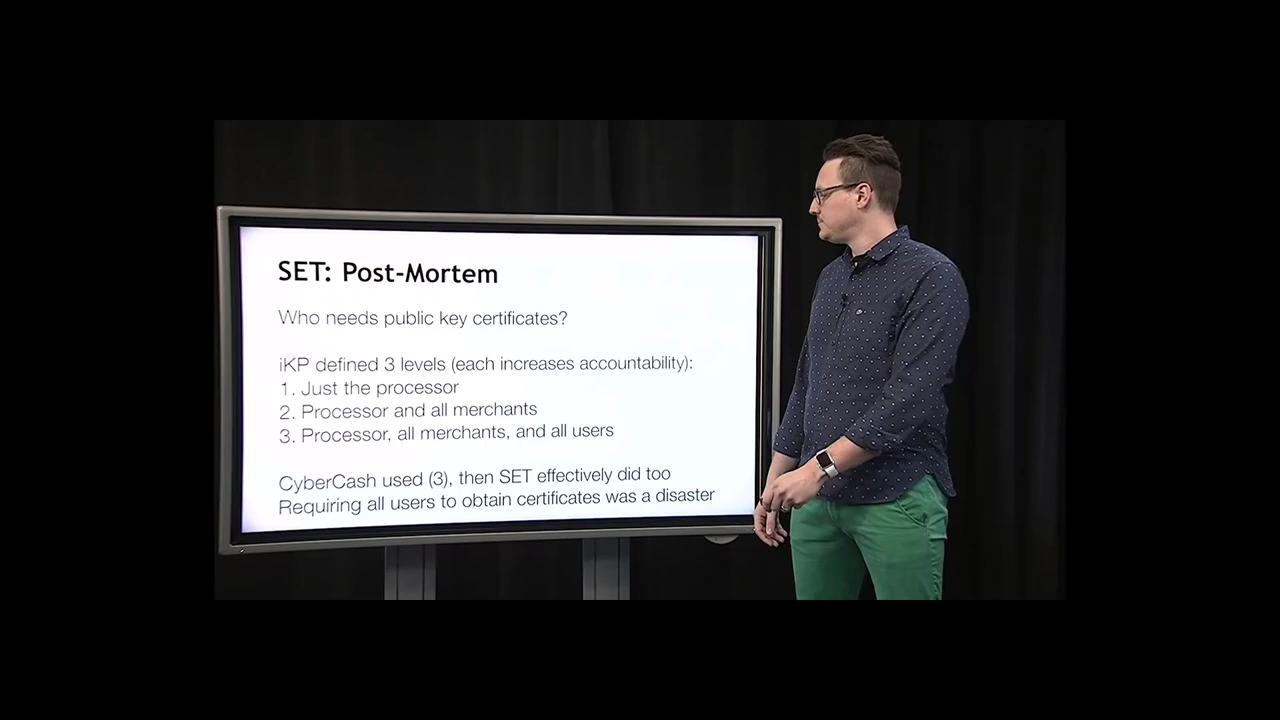 SET: Post-Mortem
Who needs public key certificates?
iKP defined 3 levels (each increases accountability):
1. Just the processor
2. Processor and all merchants
3. Processor, all merchants, and all users
CyberCash used (3), then SET effectively did too
Requiring all users to obtain certificates was a disaster